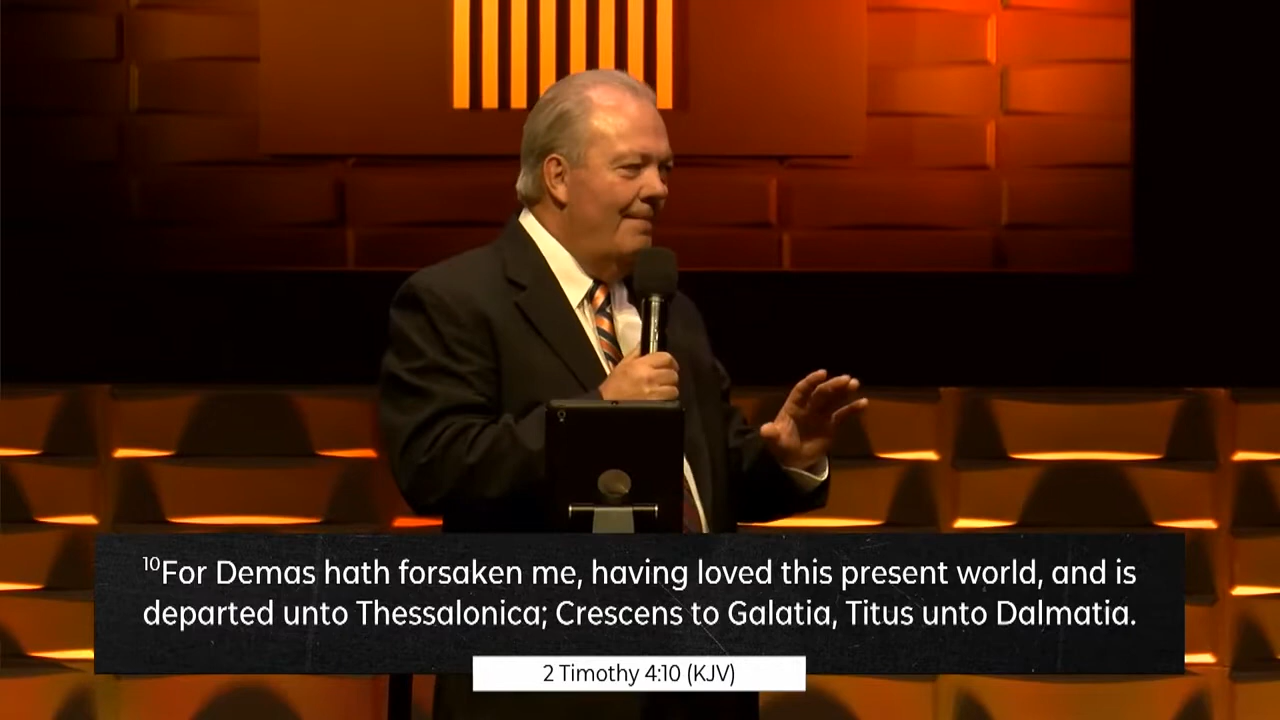 ¹⁰For Demas hath forsaken me, having loved this present world, and is
departed unto Thessalonica; Crescens to Galatia, Titus unto Dalmatia.
2 Timothy 4:10 (KJV)